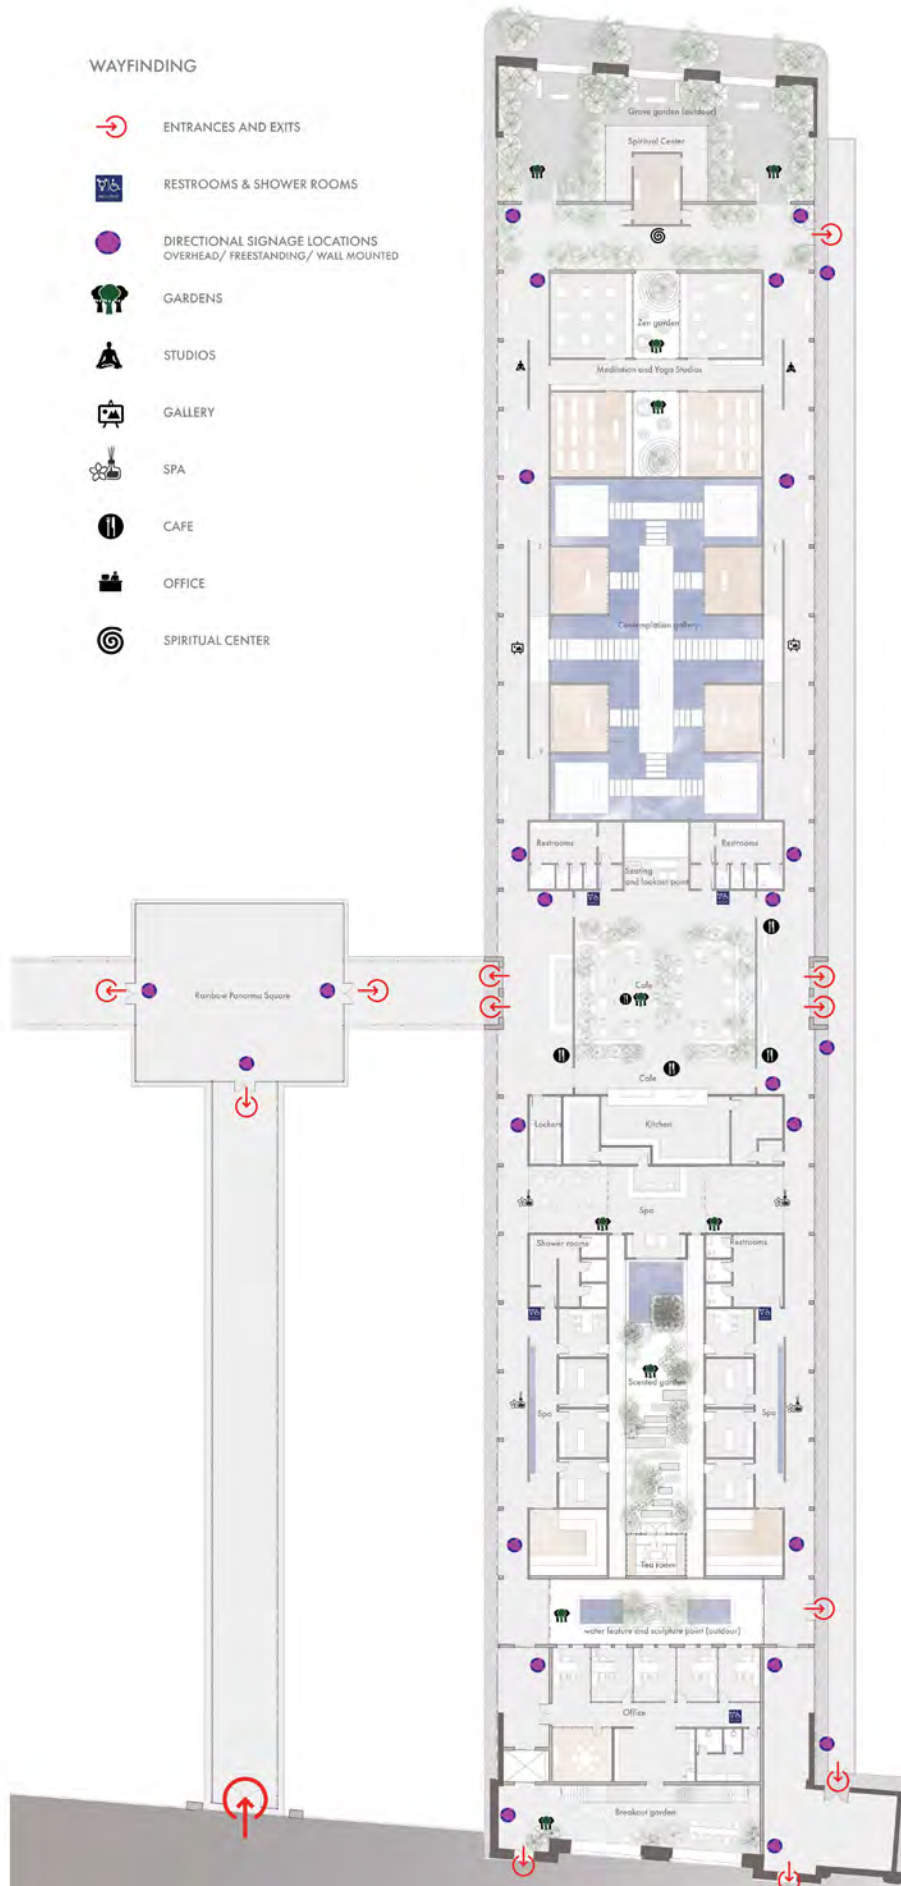 WAYFINDING
ENTRANCES AND EXITS
RESTROOMS & SHOWER ROOMS
DIRECTIONAL SIGNAGE LOCATIONS
OVERHEAD/ FREESTANDING/ WALL MOUNTED
GARDENS
STUDIOS
GALLERY
SPA
CAFE
OFFICE
SPIRITUAL CENTER
Grove garden (outdoor)
Spiritual Center
Zen garden
Meditation and Yoga Studios
Contemplation gallery
Restrooms
Restrooms
Seating
and lookout point
Rainbow Panorma Square
Cafe
Cafe
Lockers
Kitchen
Spa
Shower rooms
Restrooms
Scented garden
Spa
Spa
Tea room
water feature and sculpture point (outdoor)
Office
Breakout garden